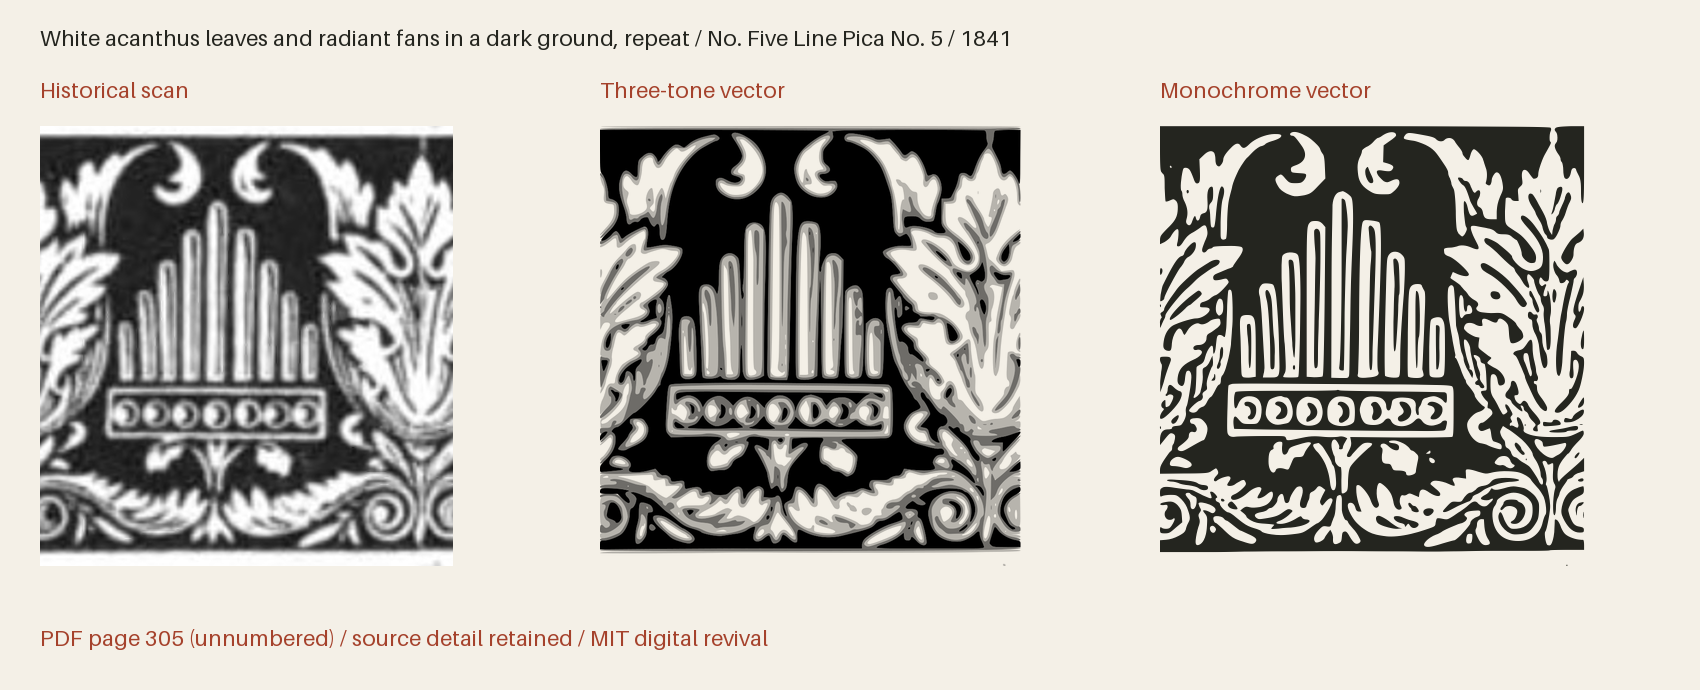 White acanthus leaves and radiant fans in a dark ground, repeat / No. Five Line Pica No. 5 / 1841
Historical scan
Three-tone vector
Monochrome vector
PDF page 305 (unnumbered) / source detail retained / MIT digital revival